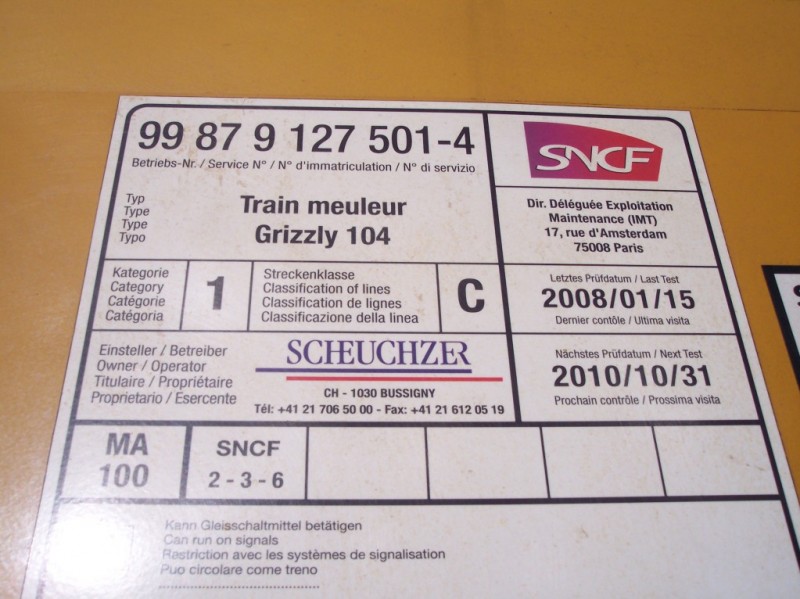 99 87 9 127 501-4
Betriebs-Nr. / Service N° / N° d'immatriculation / N° di servizio
SNCF
Typ
Type
Type
Typo
Train meuleur
Grizzly 104
Dir. Déléguée Exploitation
Maintenance (IMT)
17, rue d'Amsterdam
75008 Paris
Kategorie
Category
Catégorie
Catégoria
1
Streckenklasse
Classification of lines
Classification de lignes
Classificazione della linea
C
Letztes Prüfdatum / Last Test
2008/01/15
Dernier contôle / Ultima visita
Einsteller / Betreiber
Owner / Operator
Titulaire / Propriétaire
Proprietario / Esercente
SCHEUCHZER
CH - 1030 BUSSIGNY
Tél: +41 21 706 50 00 - Fax: +41 21 612 05 19
Nächstes Prüfdatum / Next Test
2010/10/31
Prochain contrôle / Prossima visita
MA
100
SNCF
2 - 3 - 6
Kann Gleisschaltmittel betätigen
Can run on signals
Restriction avec les systèmes de signalisation
Puo circolare come treno